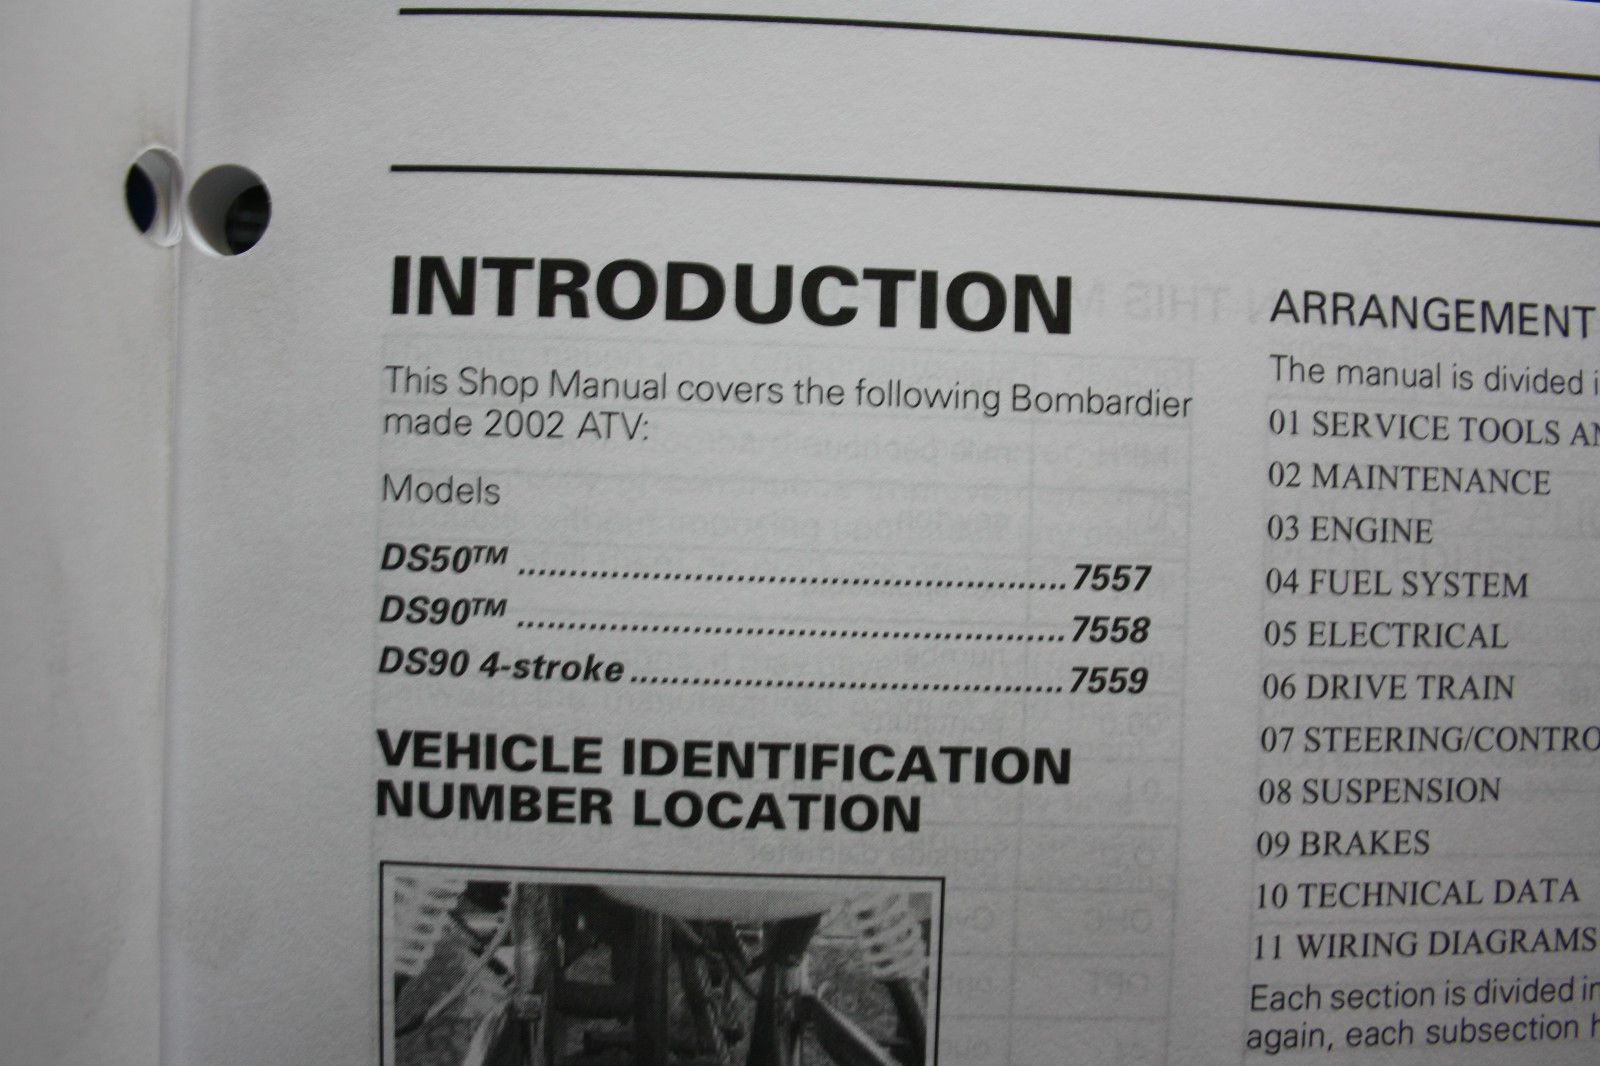 INTRODUCTION
This Shop Manual covers the following Bombardier
made 2002 ATV:
Models
DS50™ ........................................................ 7557
DS90™ ........................................................ 7558
DS90 4-stroke ............................................ 7559
VEHICLE IDENTIFICATION
NUMBER LOCATION
ARRANGEMENT
The manual is divided
01 SERVICE TOOLS
02 MAINTENANCE
03 ENGINE
04 FUEL SYSTEM
05 ELECTRICAL
06 DRIVE TRAIN
07 STEERING/CONTRO
08 SUSPENSION
09 BRAKES
10 TECHNICAL DATA
11 WIRING DIAGRAMS
Each section is divided
again, each subsection